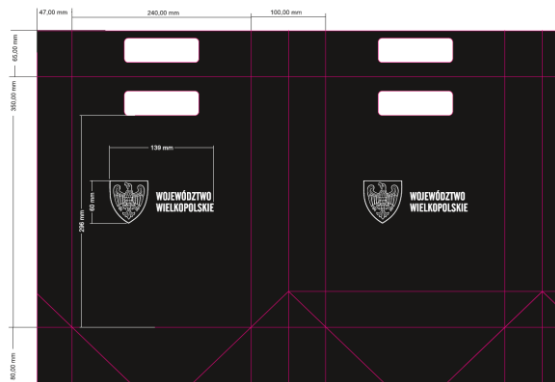 47,00 mm
240,00 mm
100,00 mm
65,00 mm
350,00 mm
139 mm
60 mm
WOJEWÓDZTWO
WIELKOPOLSKIE
WOJEWÓDZTWO
WIELKOPOLSKIE
296 mm
80,00 mm